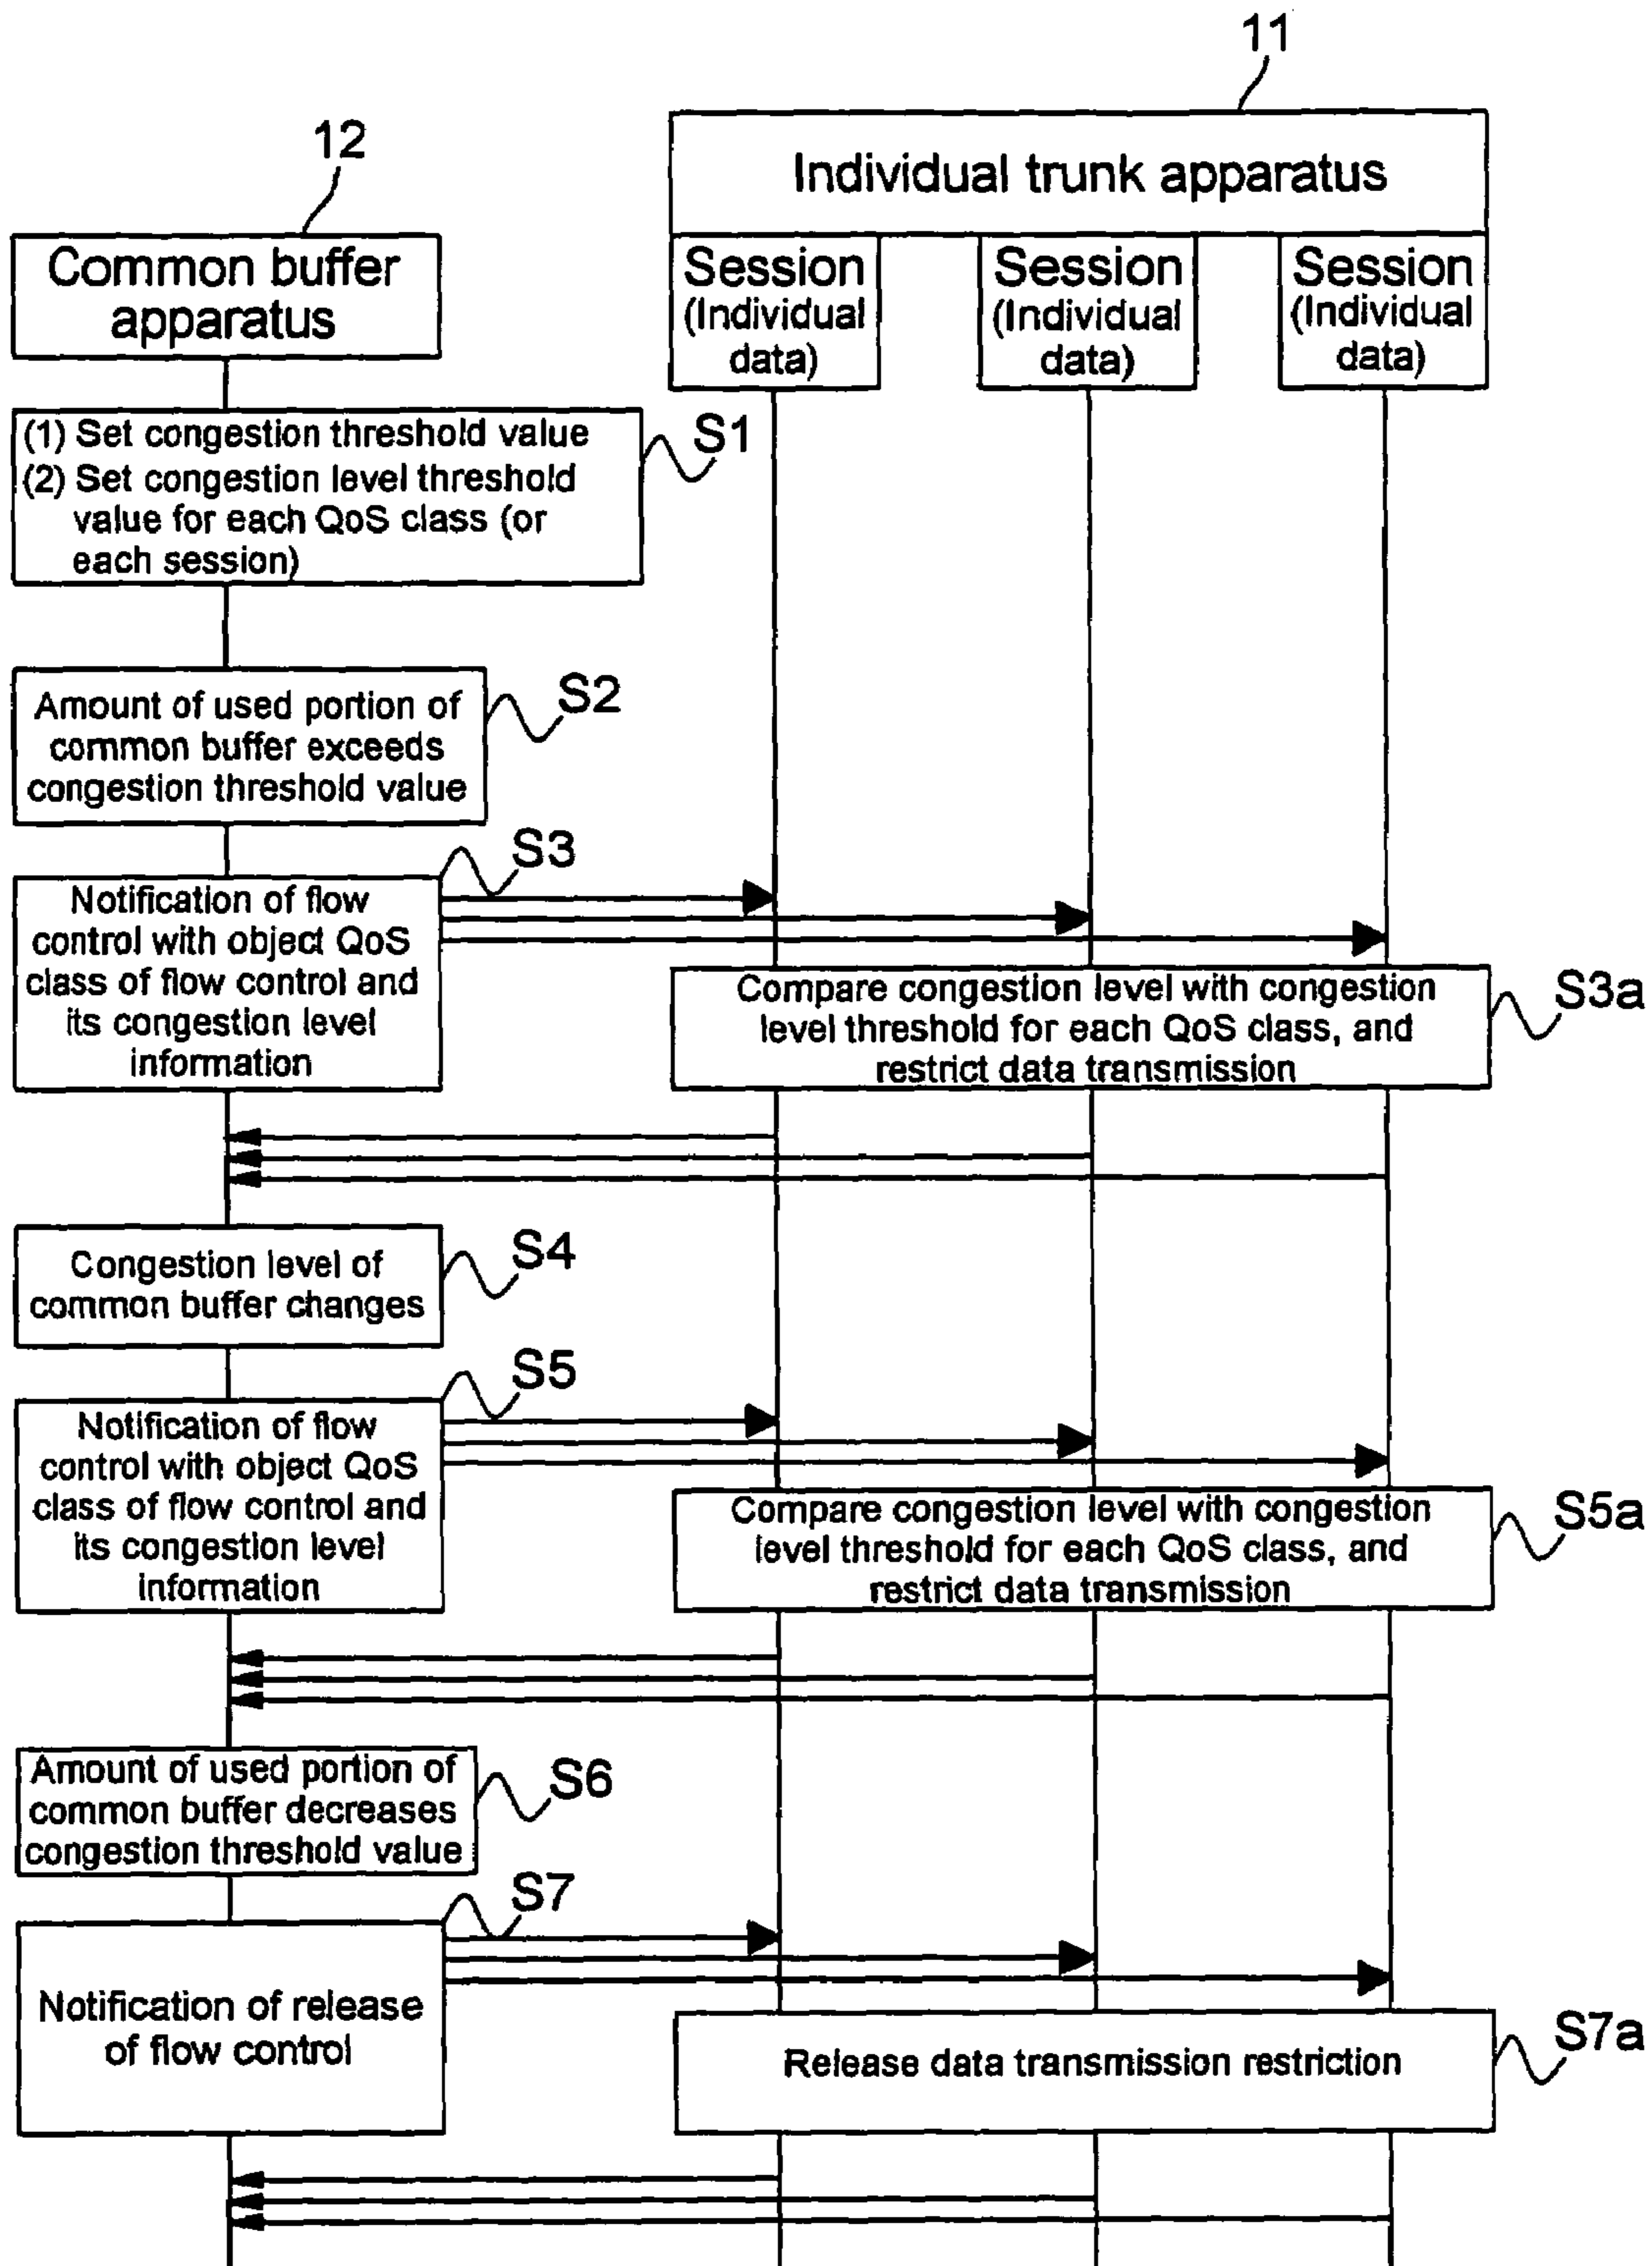 11
12
Individual trunk apparatus
Common buffer
apparatus
Session
(Individual
data)
Session
(Individual
data)
Session
(Individual
data)
(1) Set congestion threshold value
(2) Set congestion level threshold
value for each QoS class (or
each session)
S1
Amount of used portion of
common buffer exceeds
congestion threshold value
S2
Notification of flow
control with object QoS
class of flow control and
its congestion level
information
S3
Compare congestion level with congestion
level threshold for each QoS class, and
restrict data transmission
S3a
Congestion level of
common buffer changes
S4
Notification of flow
control with object QoS
class of flow control and
its congestion level
information
S5
Compare congestion level with congestion
level threshold for each QoS class, and
restrict data transmission
S5a
Amount of used portion of
common buffer decreases
congestion threshold value
S6
Notification of release
of flow control
S7
Release data transmission restriction
S7a